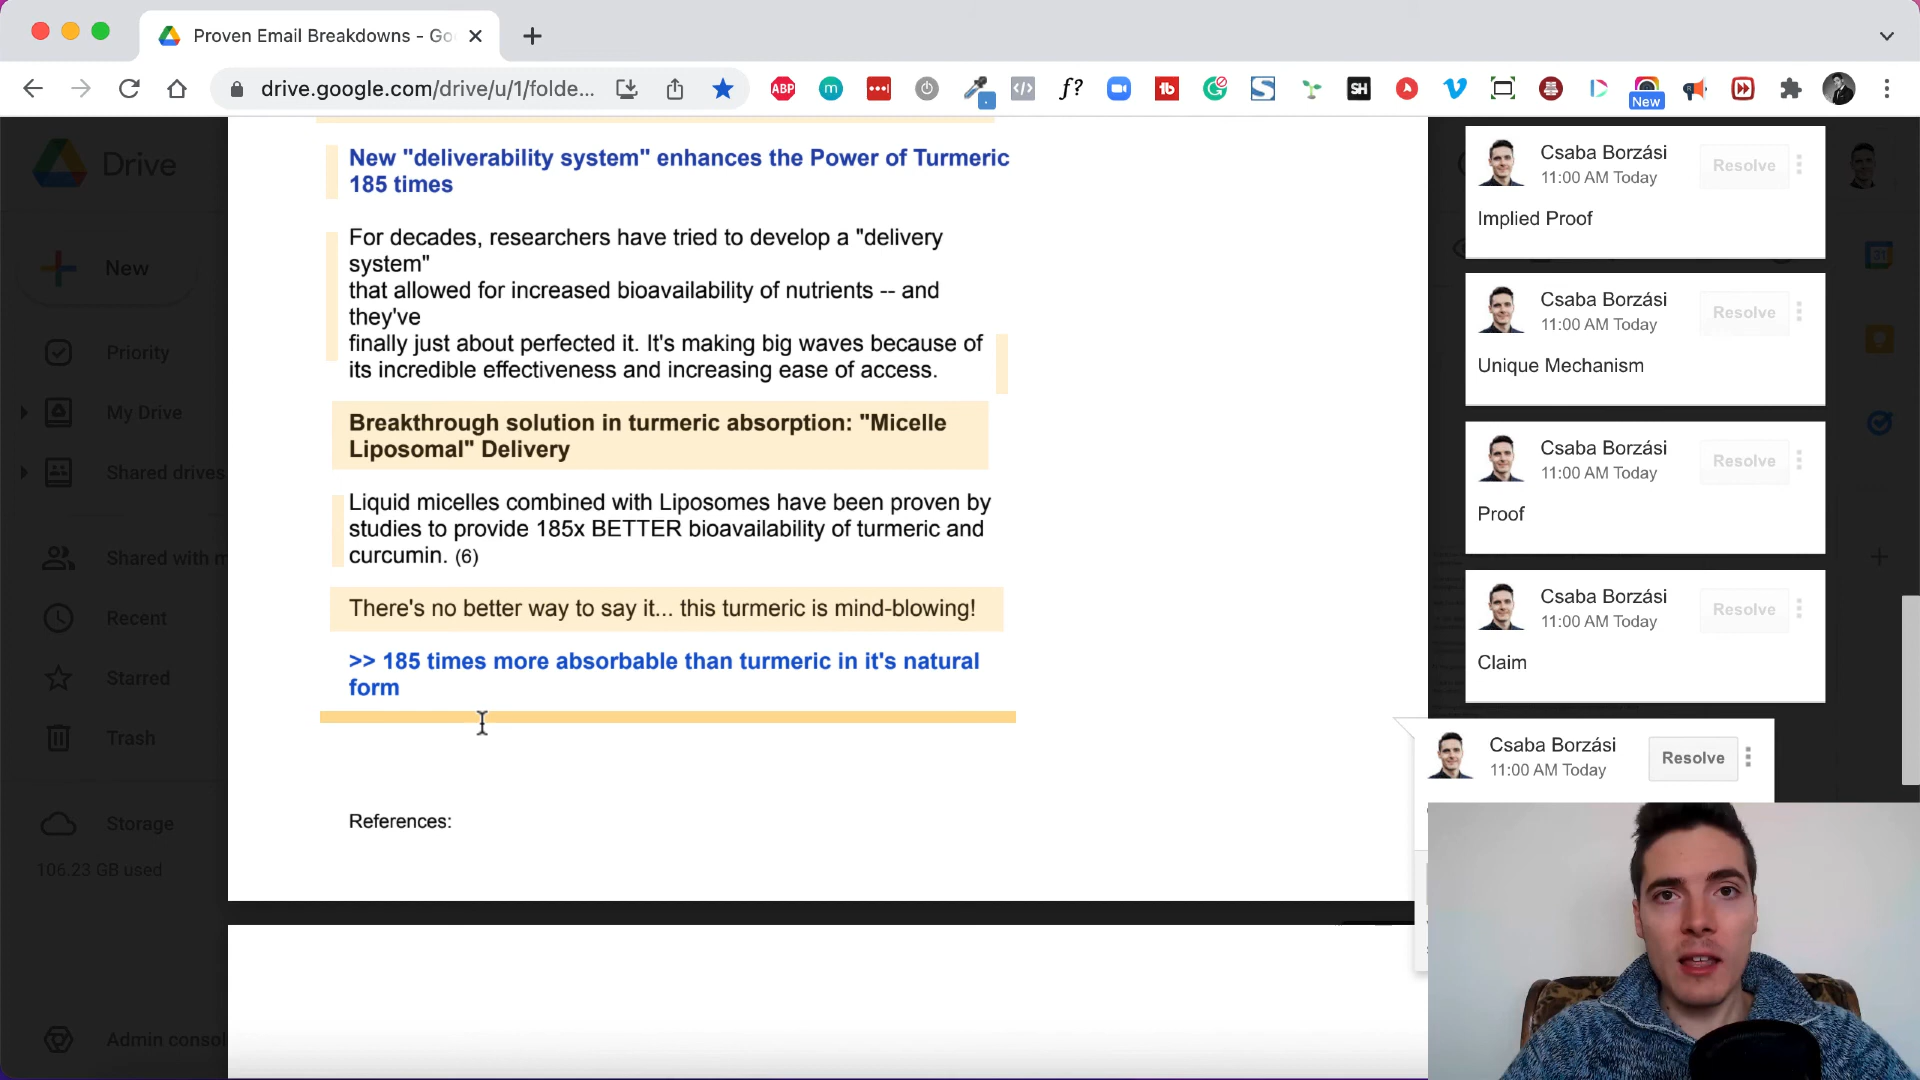 Proven Email Breakdowns - Go
drive.google.com/drive/u/1/folde...
ABP
m
f?
tb
SH
New
Drive
New
Priority
My Drive
Shared drives
Shared with m
Recent
Starred
Trash
Storage
106.23 GB used
Admin consol
New "deliverability system" enhances the Power of Turmeric
185 times
For decades, researchers have tried to develop a "delivery
system"
that allowed for increased bioavailability of nutrients -- and
they've
finally just about perfected it. It's making big waves because of
its incredible effectiveness and increasing ease of access.
Breakthrough solution in turmeric absorption: "Micelle
Liposomal" Delivery
Liquid micelles combined with Liposomes have been proven by
studies to provide 185x BETTER bioavailability of turmeric and
curcumin. (6)
There's no better way to say it... this turmeric is mind-blowing!
>> 185 times more absorbable than turmeric in it's natural
form
References:
Csaba Borzási
11:00 AM Today
Resolve
Implied Proof
Csaba Borzási
11:00 AM Today
Resolve
Unique Mechanism
Csaba Borzási
11:00 AM Today
Resolve
Proof
Csaba Borzási
11:00 AM Today
Resolve
Claim
Csaba Borzási
11:00 AM Today
Resolve